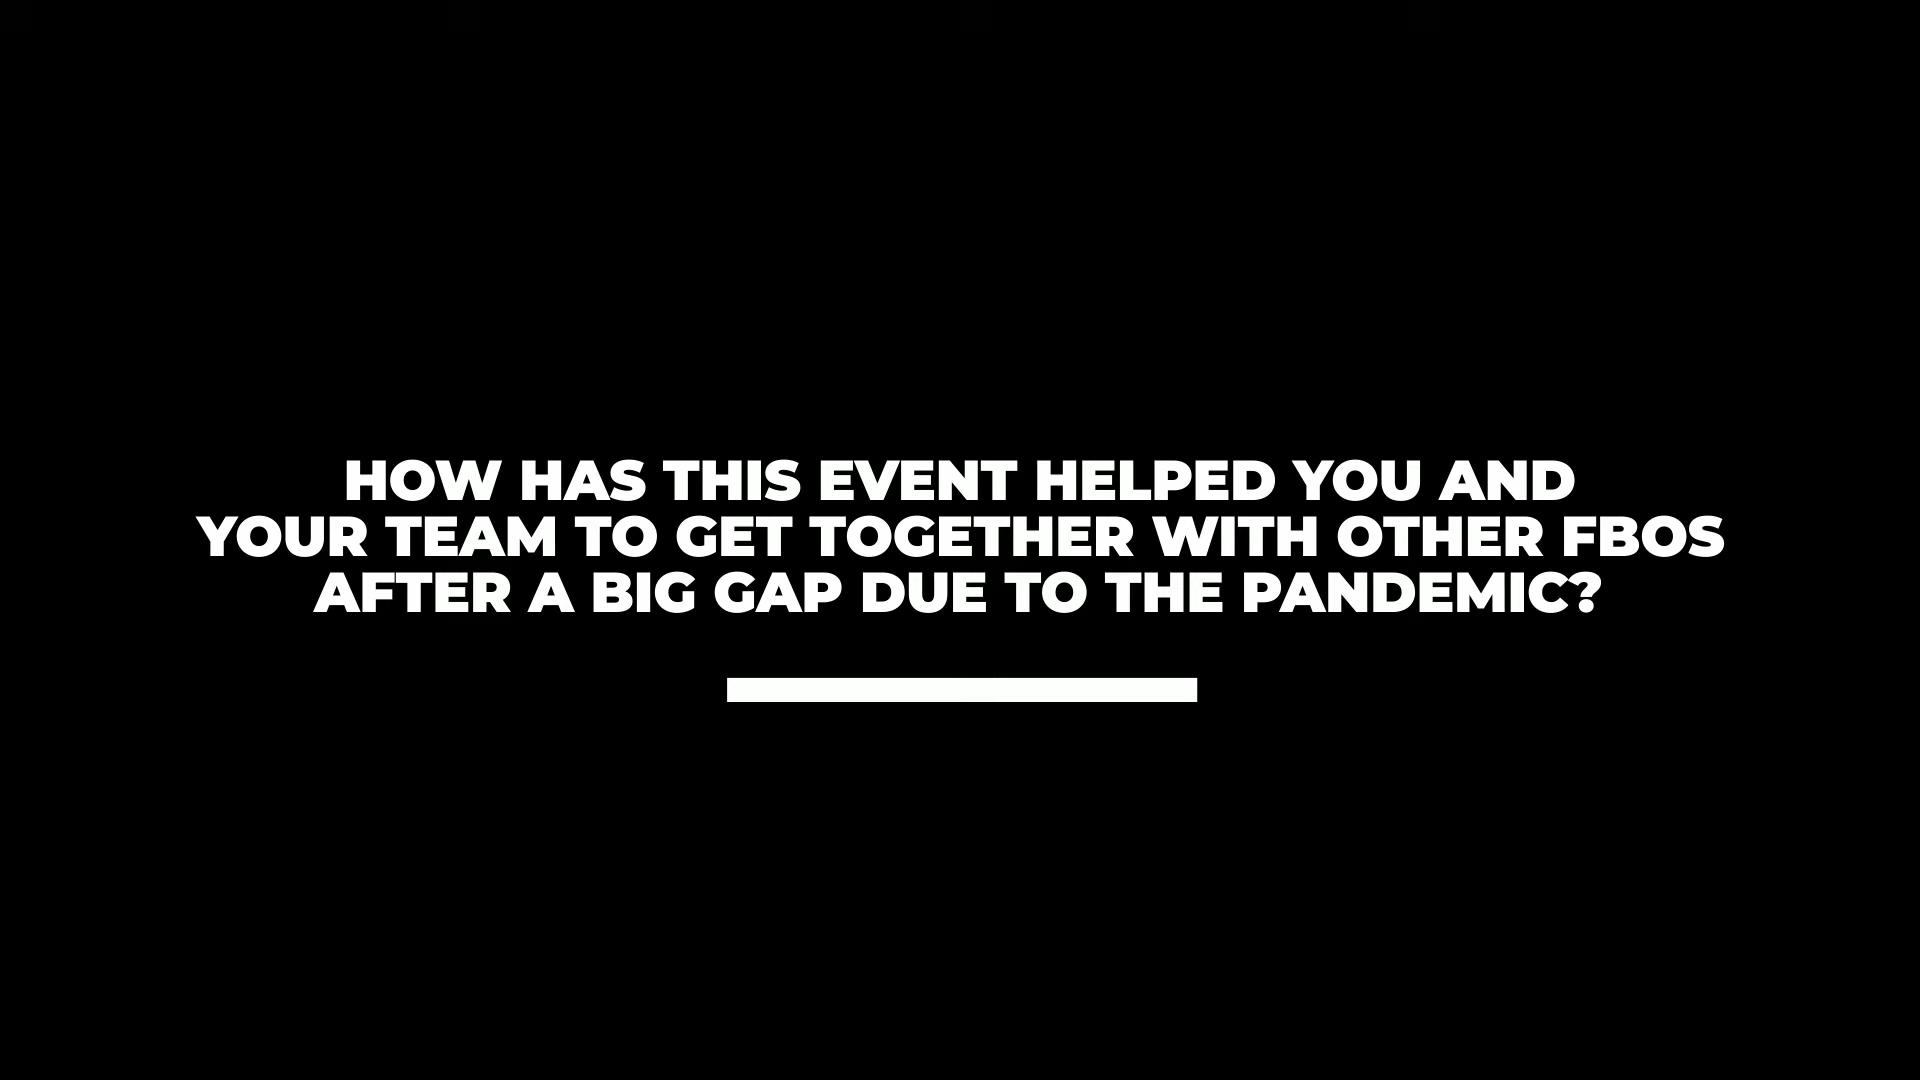 HOW HAS THIS EVENT HELPED YOU AND
YOUR TEAM TO GET TOGETHER WITH OTHER FBOS
AFTER A BIG GAP DUE TO THE PANDEMIC?